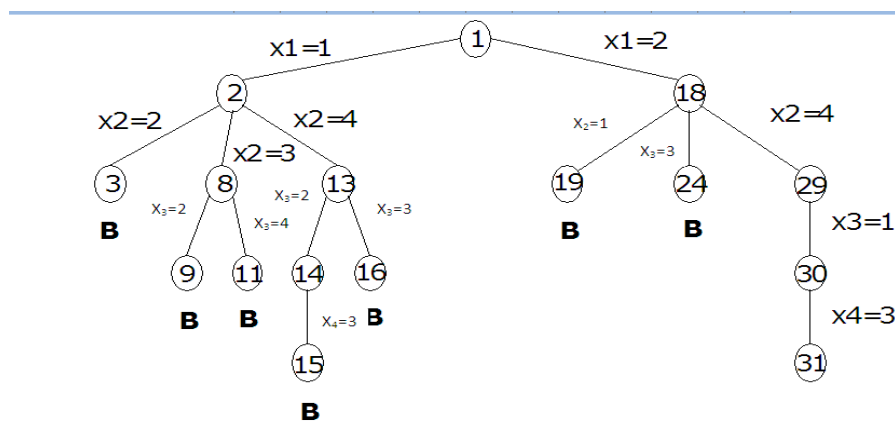 1
x1=1
x1=2
2
18
x2=2
x2=3
x2=4
X₂=1
X₃=3
x2=4
3
8
13
19
24
29
B
X₃=2
X₃=4
X₃=2
X₃=3
B
B
x3=1
9
11
14
16
30
B
B
X₄=3
B
x4=3
15
31
B